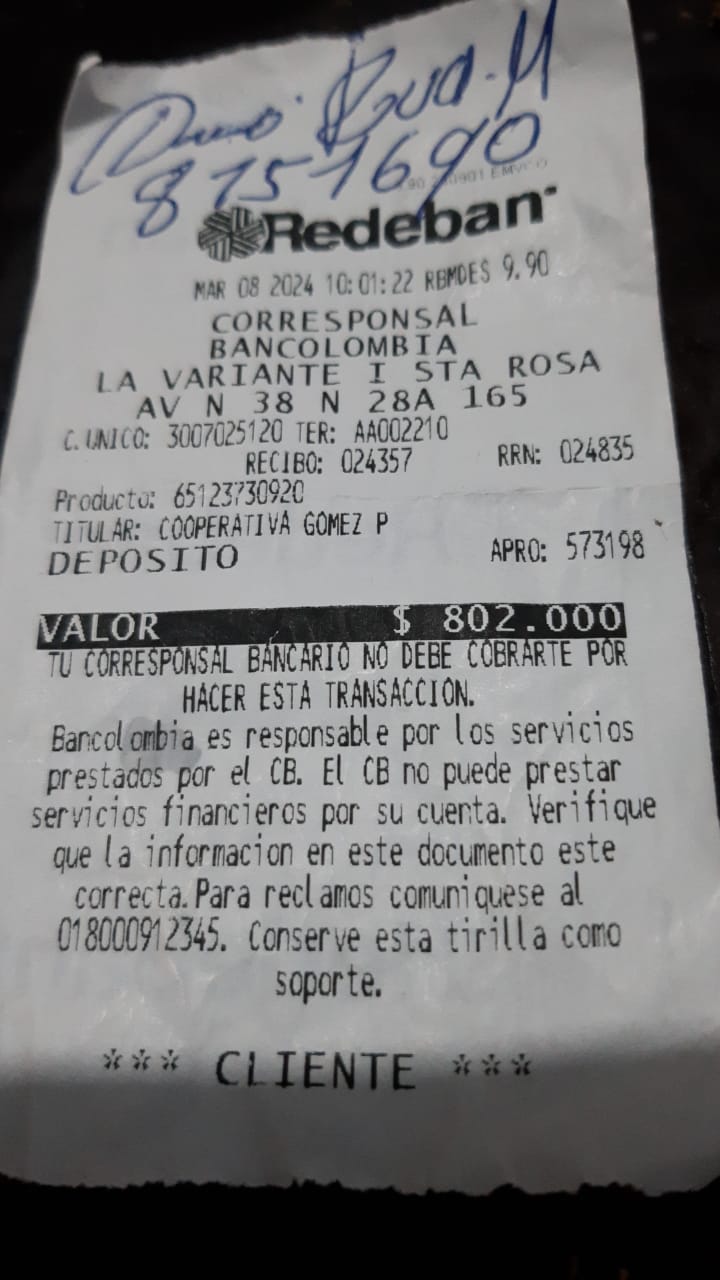 8757690
Redeban
MAR 08 2024 10:01:22 RBMDES 9.90
CORRESPONSAL
BANCOLOMBIA
LA VARIANTE I STA ROSA
AV N 38 N 28A 165
C. UNICO: 3007025120 TER: AA002210
RECIBO: 024357 RRN: 024835
Producto: 65123730920
TITULAR: COOPERATIVA GOMEZ P
DEPOSITO APRO: 573198
VALOR $ 802.000
TU CORRESPONSAL BANCARIO NO DEBE COBRARTE POR
HACER ESTA TRANSACCION.
Bancolombia es responsable por los servicios
prestados por el CB. El CB no puede prestar
servicios financieros por su cuenta. Verifique
que la informacion en este documento este
correcta.Para reclamos comuniquese al
018000912345. Conserve esta tirilla como
soporte.
*** CLIENTE ***